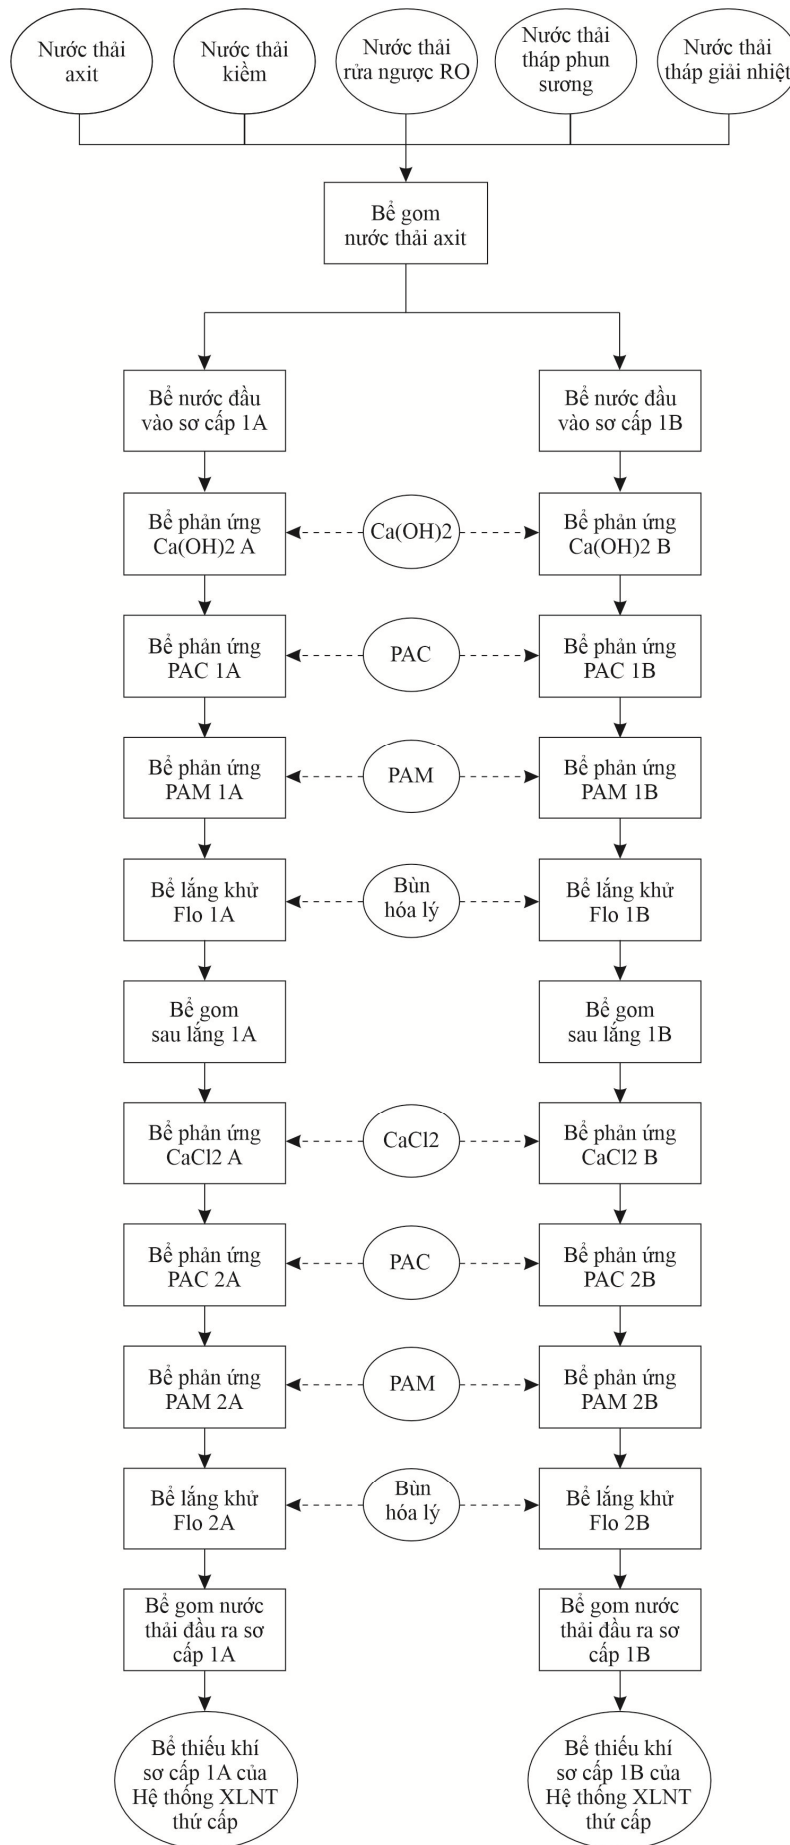 Nước thải
axit
Nước thải
kiềm
Nước thải
rửa ngược RO
Nước thải
tháp phun
sương
Nước thải
tháp giải nhiệt
Bể gom
nước thải axit
Bể nước đầu
vào sơ cấp 1A
Bể nước đầu
vào sơ cấp 1B
Bể phản ứng
Ca(OH)2 A
Ca(OH)2
Bể phản ứng
Ca(OH)2 B
Bể phản ứng
PAC 1A
PAC
Bể phản ứng
PAC 1B
Bể phản ứng
PAM 1A
PAM
Bể phản ứng
PAM 1B
Bể lắng khử
Flo 1A
Bùn
hóa lý
Bể lắng khử
Flo 1B
Bể gom
sau lắng 1A
Bể gom
sau lắng 1B
Bể phản ứng
CaCl2 A
CaCl2
Bể phản ứng
CaCl2 B
Bể phản ứng
PAC 2A
PAC
Bể phản ứng
PAC 2B
Bể phản ứng
PAM 2A
PAM
Bể phản ứng
PAM 2B
Bể lắng khử
Flo 2A
Bùn
hóa lý
Bể lắng khử
Flo 2B
Bể gom nước
thải đầu ra sơ
cấp 1A
Bể gom nước
thải đầu ra sơ
cấp 1B
Bể thiếu khí
sơ cấp 1A của
Hệ thống XLNT
thứ cấp
Bể thiếu khí
sơ cấp 1B của
Hệ thống XLNT
thứ cấp